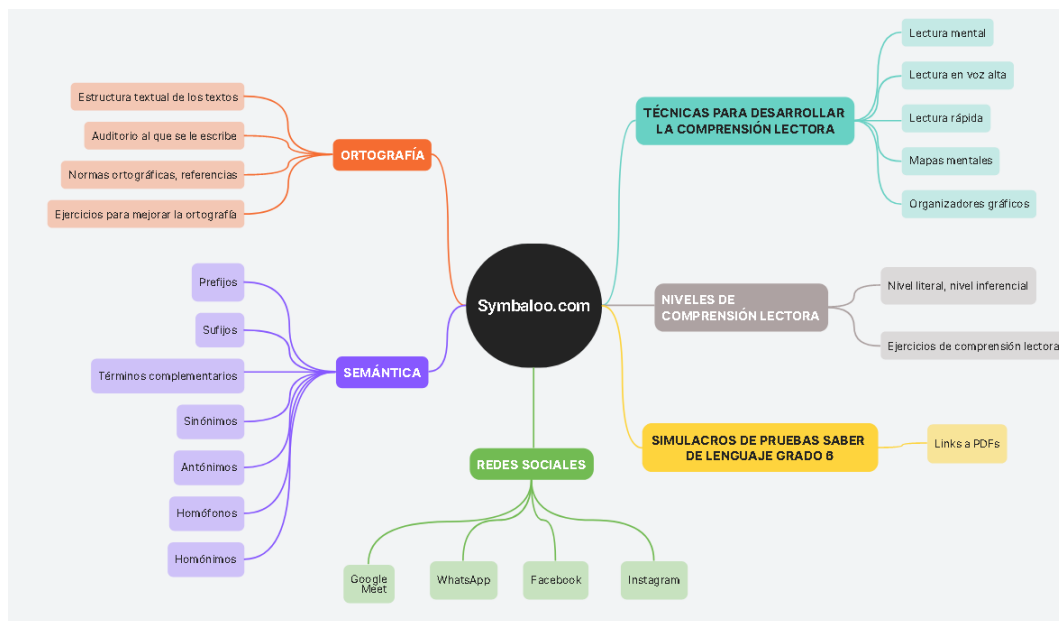 Symbaloo.com
ORTOGRAFÍA
Estructura textual de los textos
Auditorio al que se le escribe
Normas ortográficas, referencias
Ejercicios para mejorar la ortografía
SEMÁNTICA
Prefijos
Sufijos
Términos complementarios
Sinónimos
Antónimos
Homófonos
Homónimos
REDES SOCIALES
Google
Meet
WhatsApp
Facebook
Instagram
TÉCNICAS PARA DESARROLLAR
LA COMPRENSIÓN LECTORA
Lectura mental
Lectura en voz alta
Lectura rápida
Mapas mentales
Organizadores gráficos
NIVELES DE
COMPRENSIÓN LECTORA
Nivel literal, nivel inferencial
Ejercicios de comprensión lectora
SIMULACROS DE PRUEBAS SABER
DE LENGUAJE GRADO 6
Links a PDFs